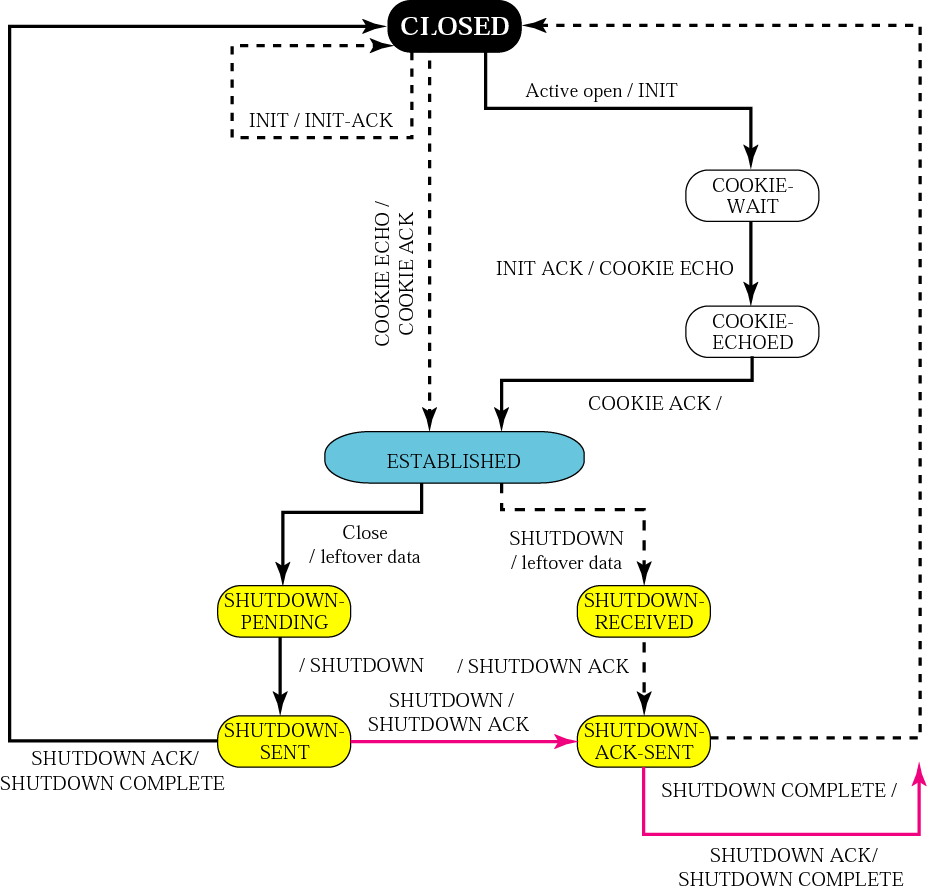 CLOSED
Active open / INIT
INIT / INIT-ACK
COOKIE-
WAIT
COOKIE ECHO /
COOKIE ACK
INIT ACK / COOKIE ECHO
COOKIE-
ECHOED
COOKIE ACK /
ESTABLISHED
Close
/ leftover data
SHUTDOWN
/ leftover data
SHUTDOWN-
PENDING
SHUTDOWN-
RECEIVED
/ SHUTDOWN
/ SHUTDOWN ACK
SHUTDOWN /
SHUTDOWN ACK
SHUTDOWN-
SENT
SHUTDOWN-
ACK-SENT
SHUTDOWN ACK/
SHUTDOWN COMPLETE
SHUTDOWN COMPLETE /
SHUTDOWN ACK/
SHUTDOWN COMPLETE